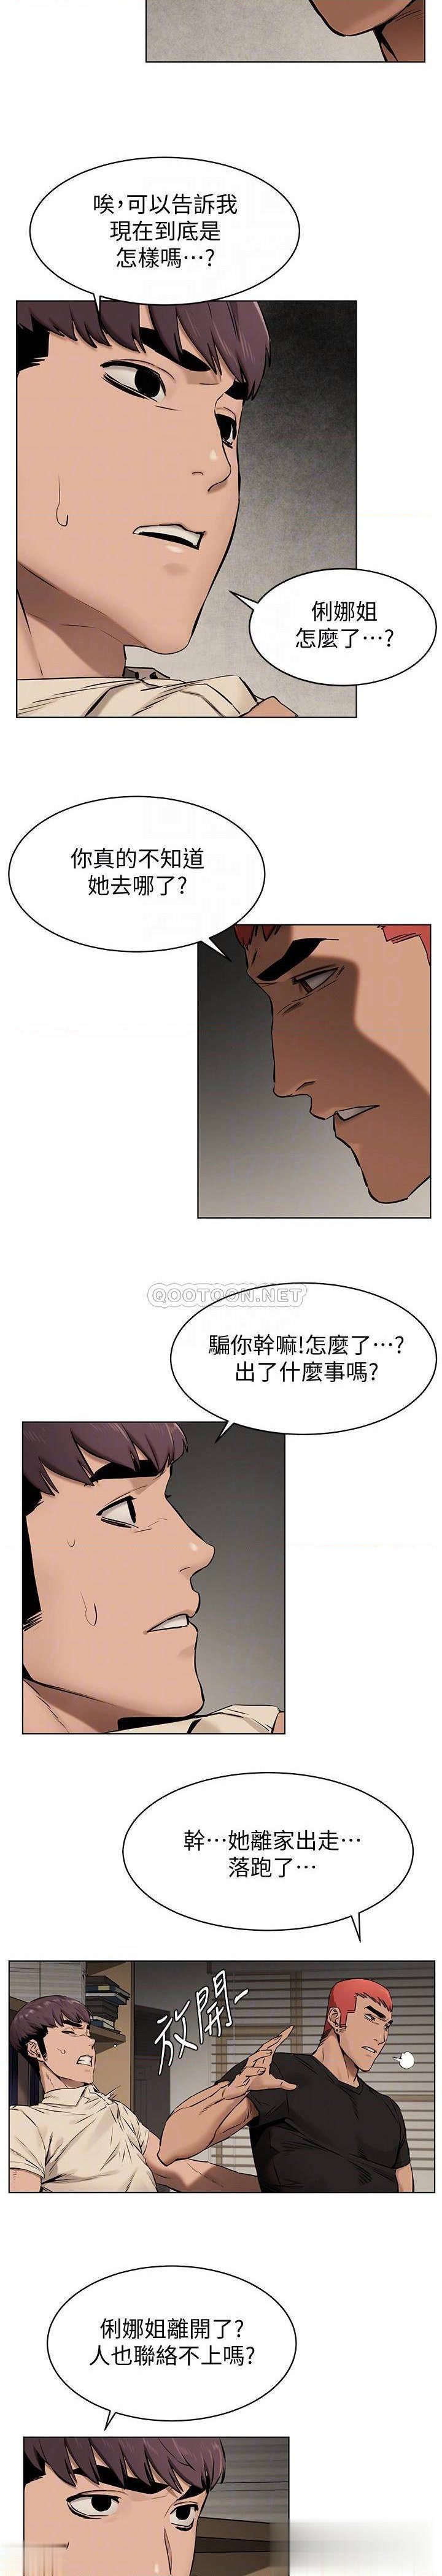 唉，可以告訴我
現在到底是
怎樣嗎…?
俐娜姐
怎麼了…?
你真的不知道
她去哪了?
QOOTOON.NET
騙你幹嘛!怎麼了…?
出了什麼事嗎?
幹…她離家出走…
落跑了…
放開
俐娜姐離開了?
人也聯絡不上嗎?